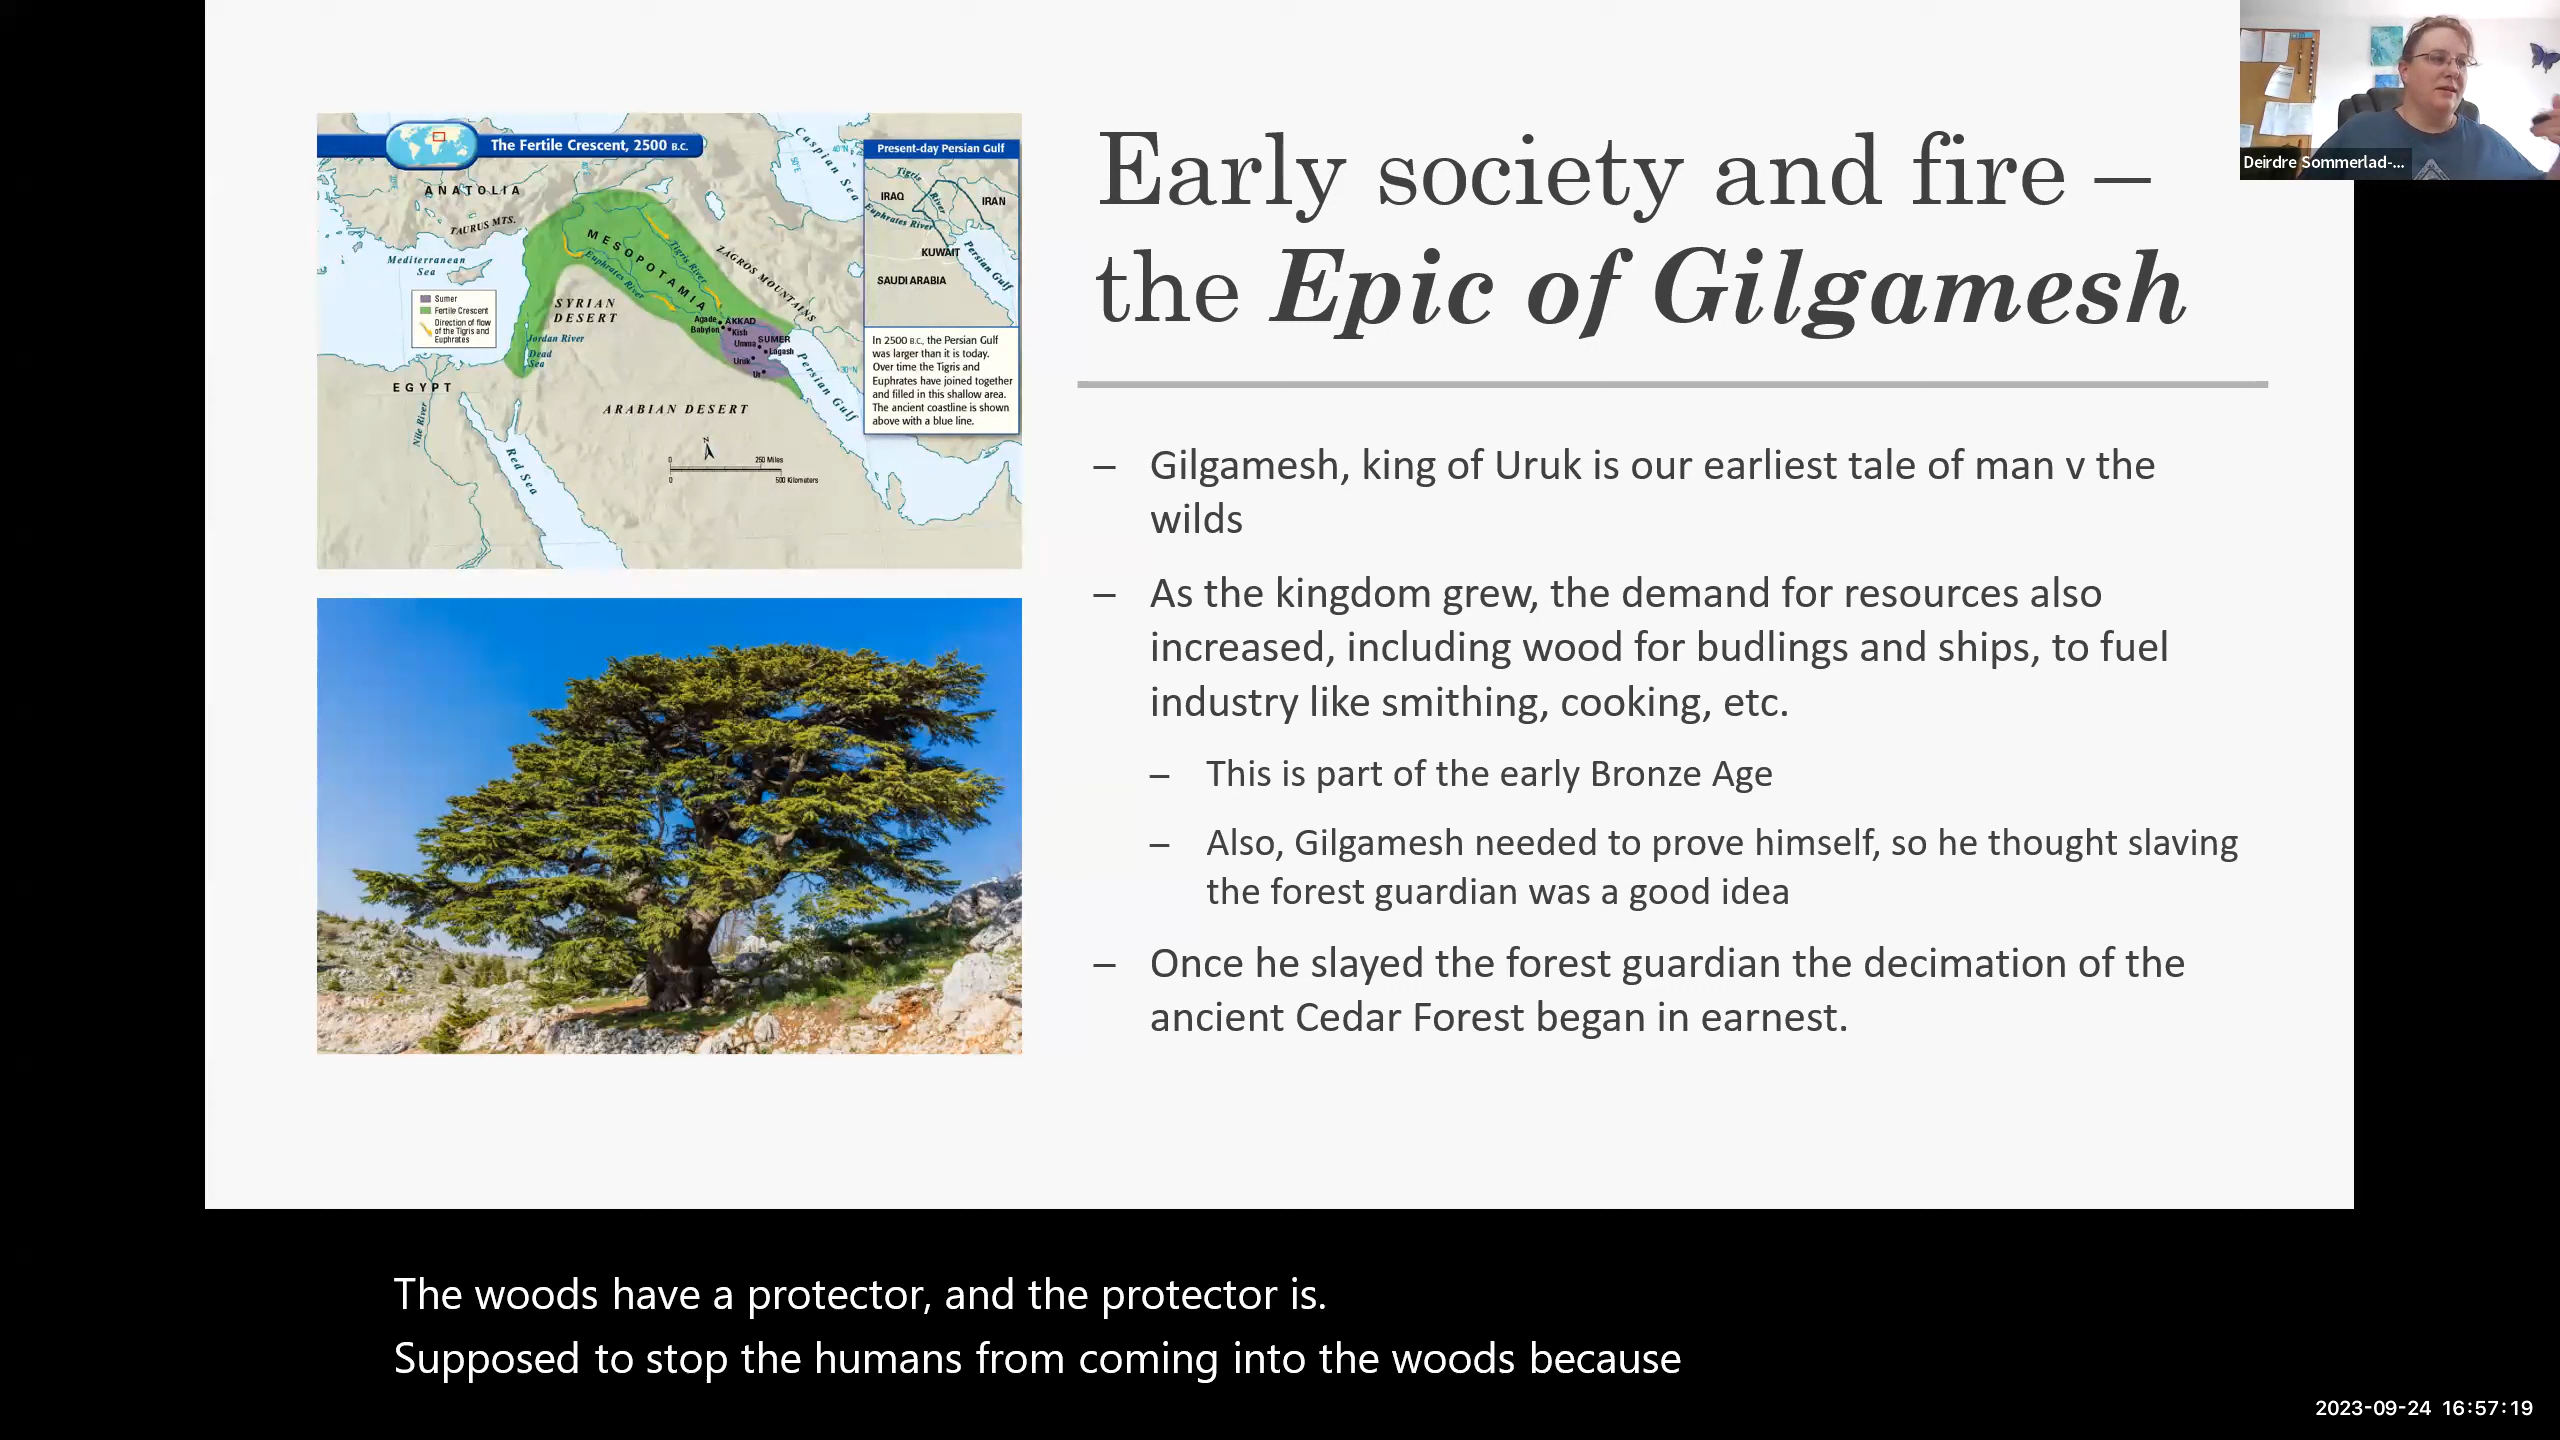 The Fertile Crescent, 2500 B.C.
ANATOLIA
TAURUS MTS.
Caspian Sea
40°N
50°E
Mediterranean
Sea
MESOPOTAMIA
Tigris River
Euphrates River
ZAGROS MOUNTAINS
Sumer
Fertile Crescent
Direction of flow
of the Tigris and
Euphrates
SYRIAN
DESERT
Jordan River
Dead
Sea
Agade
AKKAD
Babylon
Kish
Umma
SUMER
Lagash
Uruk
Ur
30°N
Persian Gulf
EGYPT
Nile River
Red Sea
ARABIAN DESERT
N
0 250 Miles
0 500 Kilometers
Present-day Persian Gulf
Tigris
River
IRAQ
IRAN
Euphrates River
KUWAIT
Persian Gulf
SAUDI ARABIA
In 2500 B.C., the Persian Gulf
was larger than it is today.
Over time the Tigris and
Euphrates have joined together
and filled in this shallow area.
The ancient coastline is shown
above with a blue line.
Early society and fire –
the Epic of Gilgamesh
– Gilgamesh, king of Uruk is our earliest tale of man v the
wilds
– As the kingdom grew, the demand for resources also
increased, including wood for budlings and ships, to fuel
industry like smithing, cooking, etc.
– This is part of the early Bronze Age
– Also, Gilgamesh needed to prove himself, so he thought slaving
the forest guardian was a good idea
– Once he slayed the forest guardian the decimation of the
ancient Cedar Forest began in earnest.
Deirdre Sommerlad-...
The woods have a protector, and the protector is.
Supposed to stop the humans from coming into the woods because
2023-09-24 16:57:19